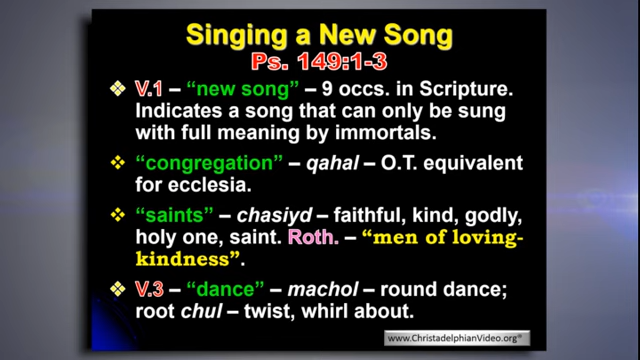 Singing a New Song
Ps. 149:1-3
V.1 – “new song” – 9 occs. in Scripture.
Indicates a song that can only be sung
with full meaning by immortals.
“congregation” – qahal – O.T. equivalent
for ecclesia.
“saints” – chasiyd – faithful, kind, godly,
holy one, saint. Roth. – “men of loving-
kindness”.
V.3 – “dance” – machol – round dance;
root chul – twist, whirl about.
www.ChristadelphianVideo.org®